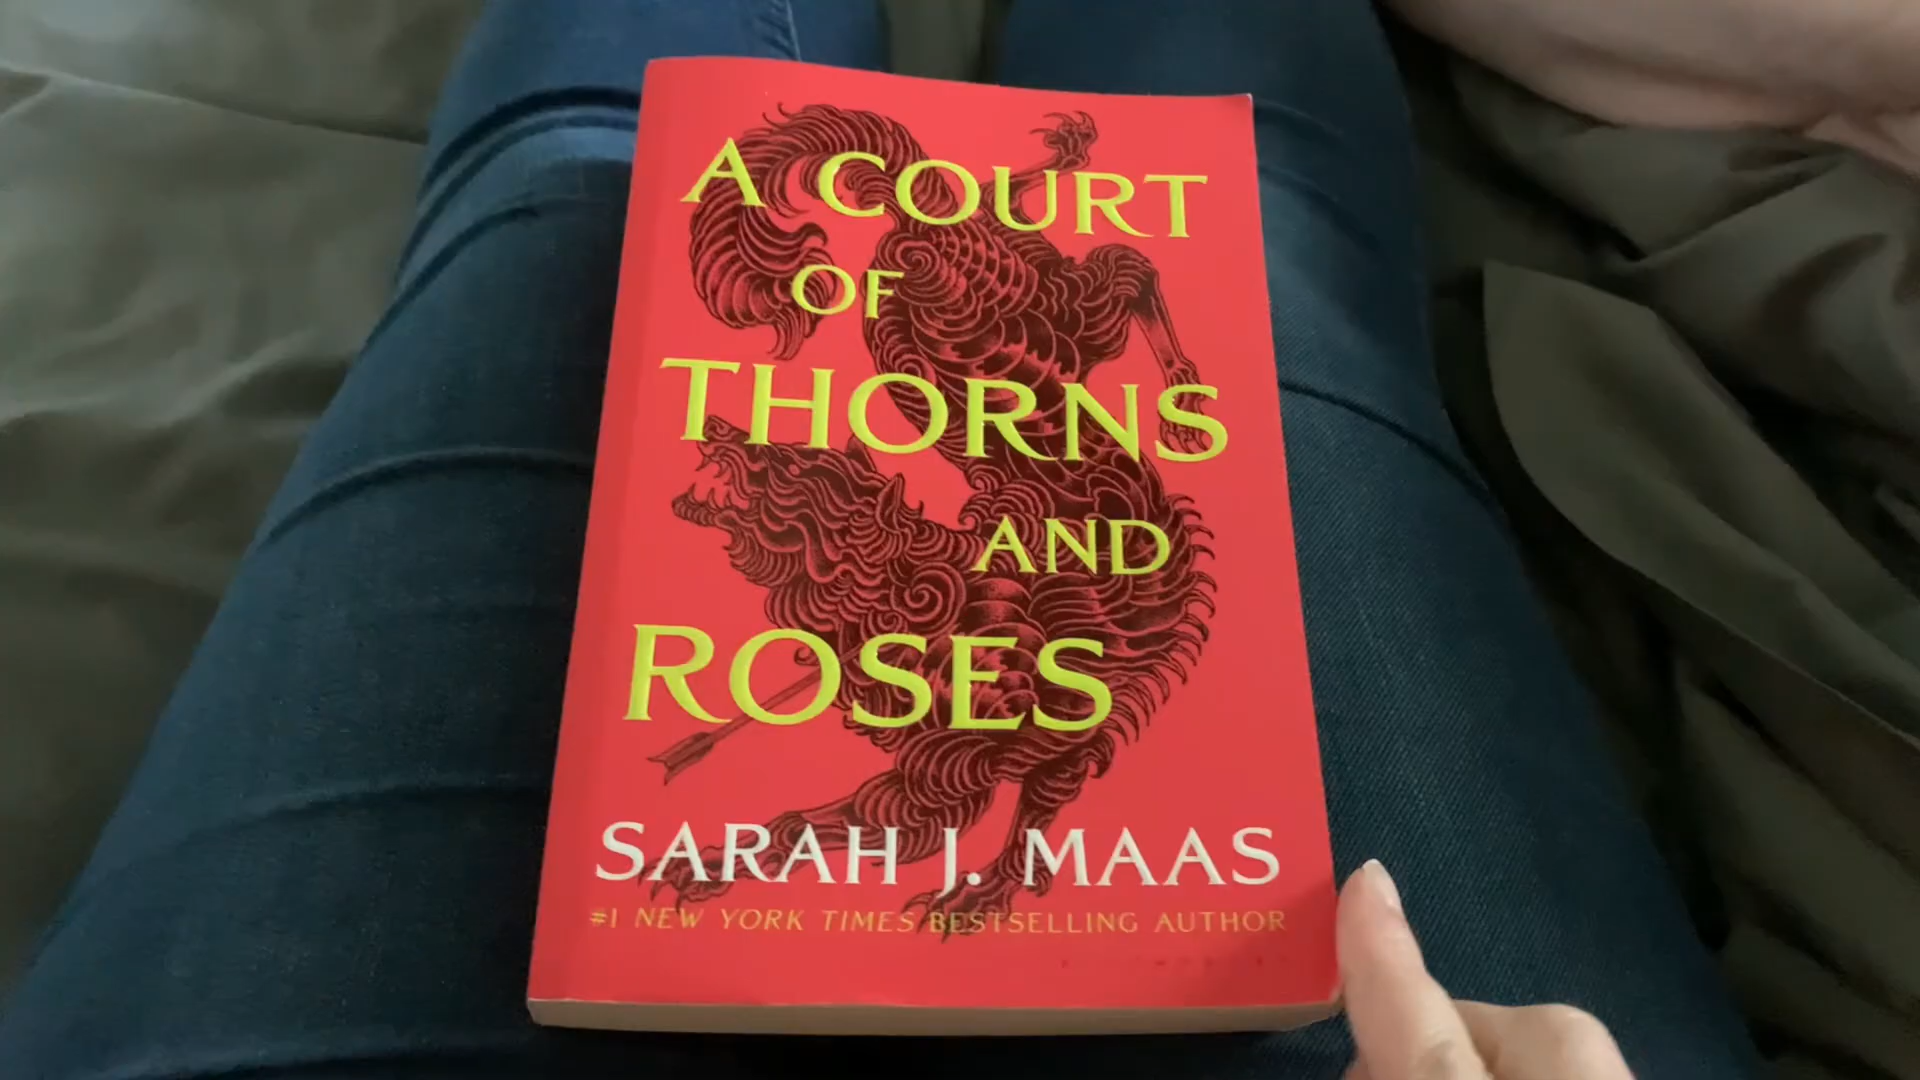 A COURT
OF
THORNS
AND
ROSES
SARAH J. MAAS
#1 NEW YORK TIMES BESTSELLING AUTHOR